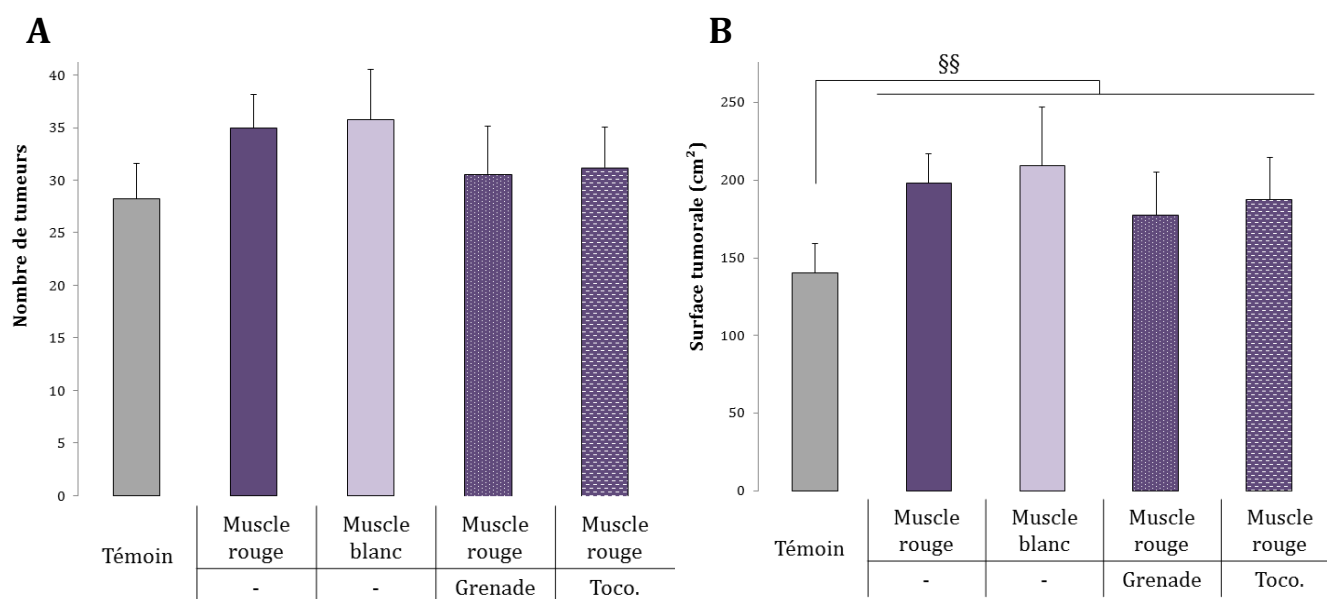 A
Nombre de tumeurs
40
35
30
25
20
15
10
5
0
Témoin
Muscle rouge
-
Muscle blanc
-
Muscle rouge
Grenade
Muscle rouge
Toco.
B
§§
Surface tumorale (cm²)
250
200
150
100
50
0
Témoin
Muscle rouge
-
Muscle blanc
-
Muscle rouge
Grenade
Muscle rouge
Toco.